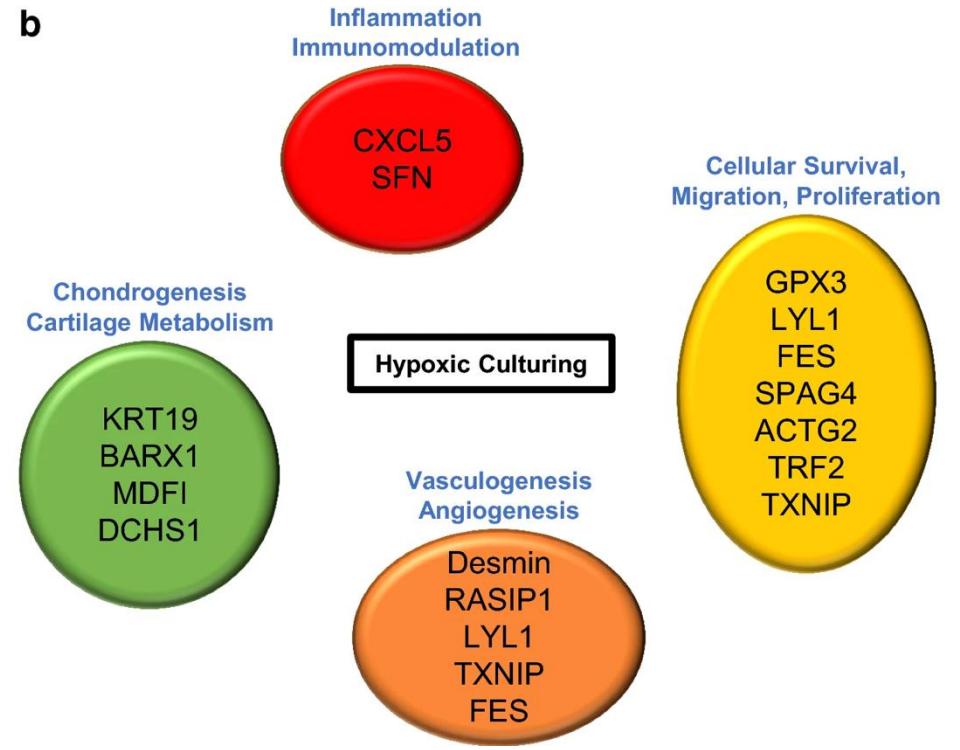 b
Inflammation
Immunomodulation
CXCL5
SFN
Cellular Survival,
Migration, Proliferation
GPX3
LYL1
FES
SPAG4
ACTG2
TRF2
TXNIP
Chondrogenesis
Cartilage Metabolism
KRT19
BARX1
MDFI
DCHS1
Hypoxic Culturing
Vasculogenesis
Angiogenesis
Desmin
RASIP1
LYL1
TXNIP
FES